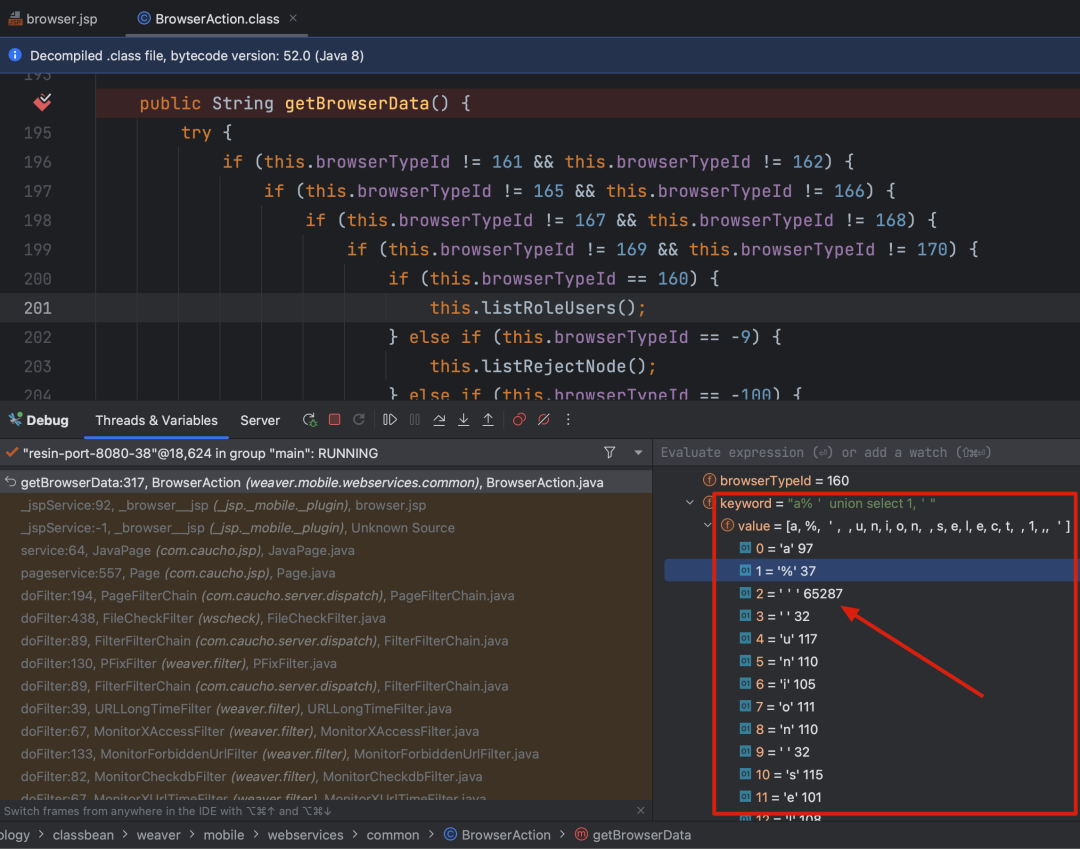 browser.jsp
BrowserAction.class ×
Decompiled .class file, bytecode version: 52.0 (Java 8)
193
public String getBrowserData() {
195 try {
196 if (this.browserTypeId != 161 && this.browserTypeId != 162) {
197 if (this.browserTypeId != 165 && this.browserTypeId != 166) {
198 if (this.browserTypeId != 167 && this.browserTypeId != 168) {
199 if (this.browserTypeId != 169 && this.browserTypeId != 170) {
200 if (this.browserTypeId == 160) {
201 this.listRoleUsers();
202 } else if (this.browserTypeId == -9) {
203 this.listRejectNode();
204 } else if (this.browserTypeId == -100) {
Debug Threads & Variables Server
"resin-port-8080-38"@18,624 in group "main": RUNNING
getBrowserData:317, BrowserAction (weaver.mobile.webservices.common), BrowserAction.java
_jspService:92, _browser__jsp (_jsp._mobile._plugin), browser.jsp
_jspService:-1, _browser__jsp (_jsp._mobile._plugin), Unknown Source
service:64, JavaPage (com.caucho.jsp), JavaPage.java
pageservice:557, Page (com.caucho.jsp), Page.java
doFilter:194, PageFilterChain (com.caucho.server.dispatch), PageFilterChain.java
doFilter:438, FileCheckFilter (wscheck), FileCheckFilter.java
doFilter:89, FilterFilterChain (com.caucho.server.dispatch), FilterFilterChain.java
doFilter:130, PFixFilter (weaver.filter), PFixFilter.java
doFilter:89, FilterFilterChain (com.caucho.server.dispatch), FilterFilterChain.java
doFilter:39, URLLongTimeFilter (weaver.filter), URLLongTimeFilter.java
doFilter:67, MonitorXAccessFilter (weaver.filter), MonitorXAccessFilter.java
doFilter:133, MonitorForbiddenUrlFilter (weaver.filter), MonitorForbiddenUrlFilter.java
doFilter:82, MonitorCheckdbFilter (weaver.filter), MonitorCheckdbFilter.java
doFilter:67, MonitorXUrlTimeFilter (weaver.filter), MonitorXUrlTimeFilter.java
Switch frames from anywhere in the IDE with ⌥⌘↑ and ⌥⌘↓ ×
Evaluate expression (⏎) or add a watch (⇧⌘⏎)
browserTypeId = 160
keyword = "a%＇ union select 1,＇"
value = [a, %, ＇, , u, n, i, o, n, , s, e, l, e, c, t, , 1, ,, ＇]
0 = 'a' 97
1 = '%' 37
2 = '＇' 65287
3 = ' ' 32
4 = 'u' 117
5 = 'n' 110
6 = 'i' 105
7 = 'o' 111
8 = 'n' 110
9 = ' ' 32
10 = 's' 115
11 = 'e' 101
12 = 'l' 108
ology > classbean > weaver > mobile > webservices > common > BrowserAction > getBrowserData